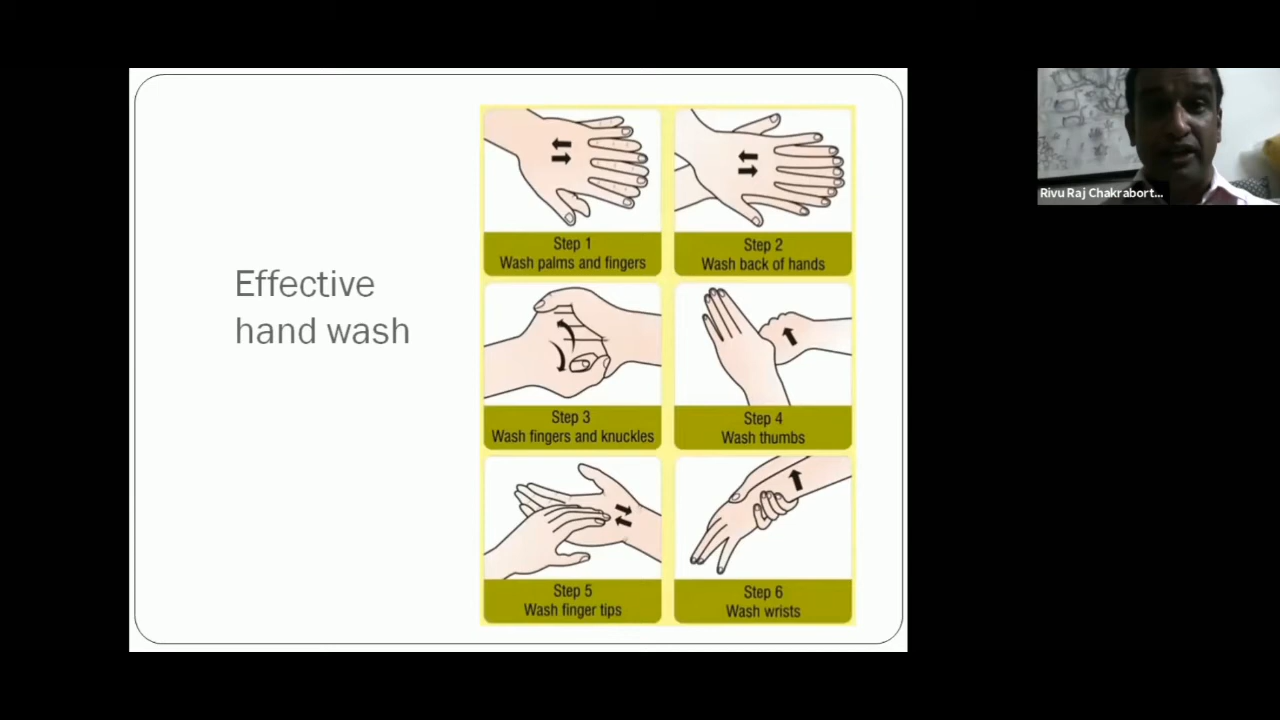 Effective
hand wash
Step 1
Wash palms and fingers
Step 2
Wash back of hands
Step 3
Wash fingers and knuckles
Step 4
Wash thumbs
Step 5
Wash finger tips
Step 6
Wash wrists
Rivu Raj Chakrabort...